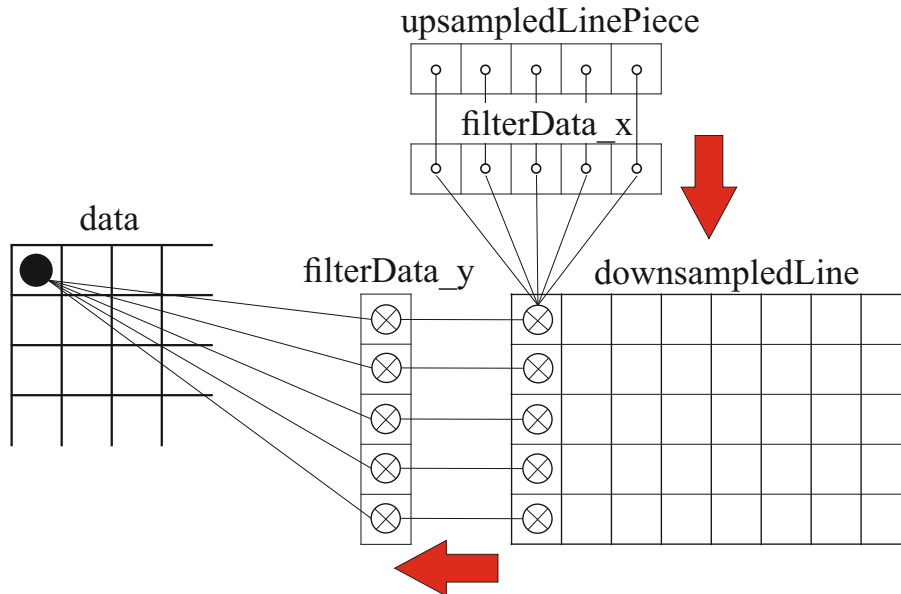 upsampledLinePiece
filterData_x
data
filterData_y
downsampledLine